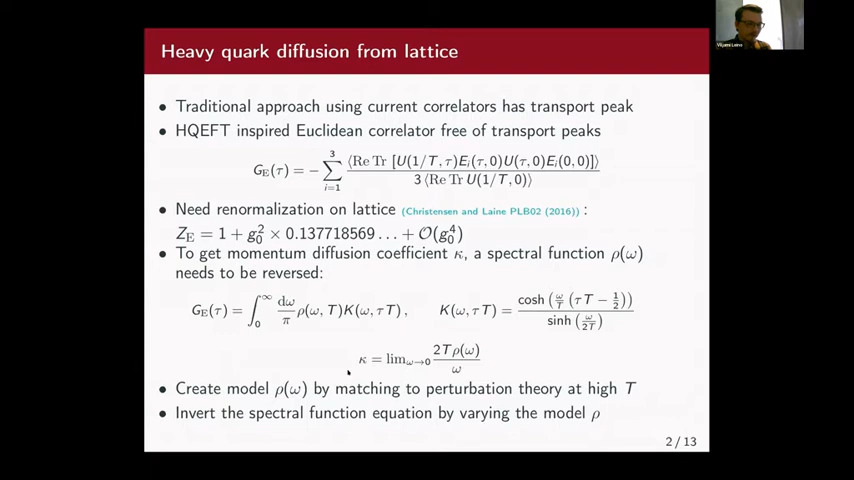 Heavy quark diffusion from lattice
• Traditional approach using current correlators has transport peak
• HQEFT inspired Euclidean correlator free of transport peaks
G_E(τ) = − ∑_{i=1}^{3} ⟨Re Tr [U(1/T, τ)E_i(τ, 0)U(τ, 0)E_i(0, 0)]⟩ / 3 ⟨Re Tr U(1/T, 0)⟩
• Need renormalization on lattice (Christensen and Laine PLB02 (2016)) :
Z_E = 1 + g_0^2 × 0.137718569 . . . + O(g_0^4)
• To get momentum diffusion coefficient κ, a spectral function ρ(ω)
needs to be reversed:
G_E(τ) = ∫_0^∞ dω/π ρ(ω, T)K(ω, τT) , K(ω, τT) = cosh (ω/T (τT − 1/2)) / sinh (ω/2T)
κ = lim_{ω→0} 2Tρ(ω)/ω
• Create model ρ(ω) by matching to perturbation theory at high T
• Invert the spectral function equation by varying the model ρ
2 / 13